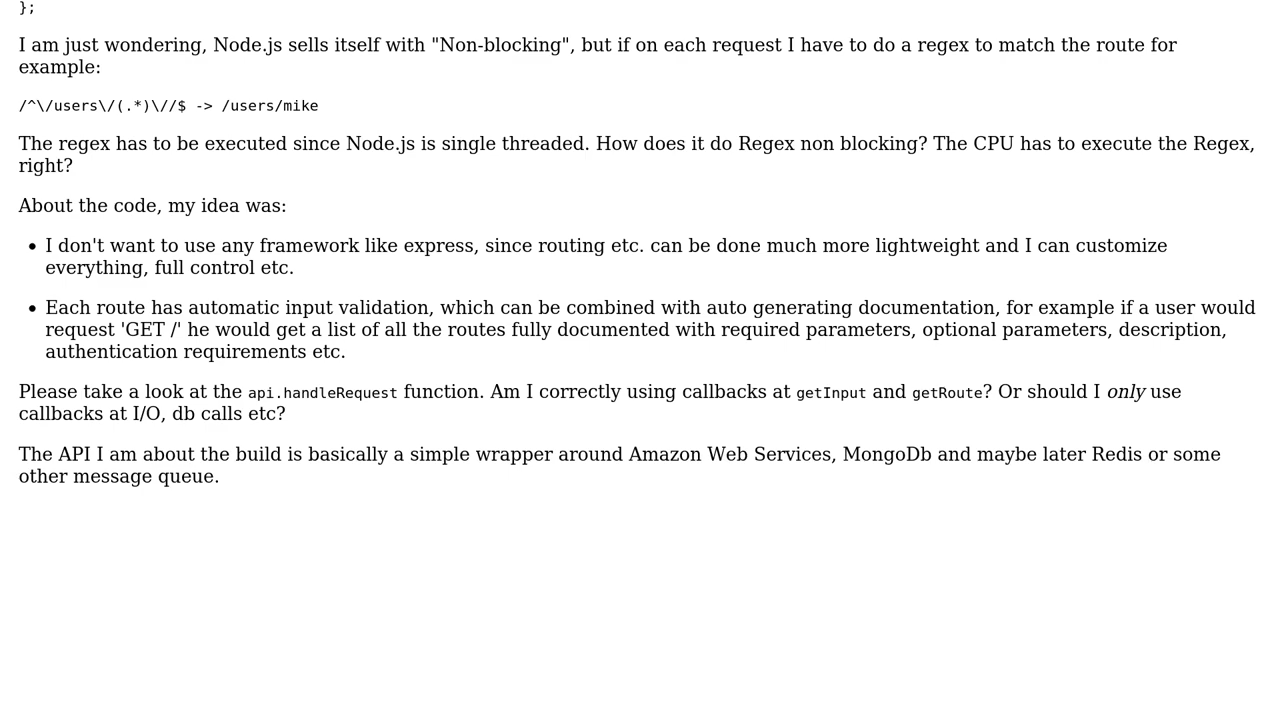 };
I am just wondering, Node.js sells itself with "Non-blocking", but if on each request I have to do a regex to match the route for
example:
/^\/users\/(.*)\//$ -> /users/mike
The regex has to be executed since Node.js is single threaded. How does it do Regex non blocking? The CPU has to execute the Regex,
right?
About the code, my idea was:
• I don't want to use any framework like express, since routing etc. can be done much more lightweight and I can customize
everything, full control etc.
• Each route has automatic input validation, which can be combined with auto generating documentation, for example if a user would
request 'GET /' he would get a list of all the routes fully documented with required parameters, optional parameters, description,
authentication requirements etc.
Please take a look at the api.handleRequest function. Am I correctly using callbacks at getInput and getRoute? Or should I only use
callbacks at I/O, db calls etc?
The API I am about the build is basically a simple wrapper around Amazon Web Services, MongoDb and maybe later Redis or some
other message queue.